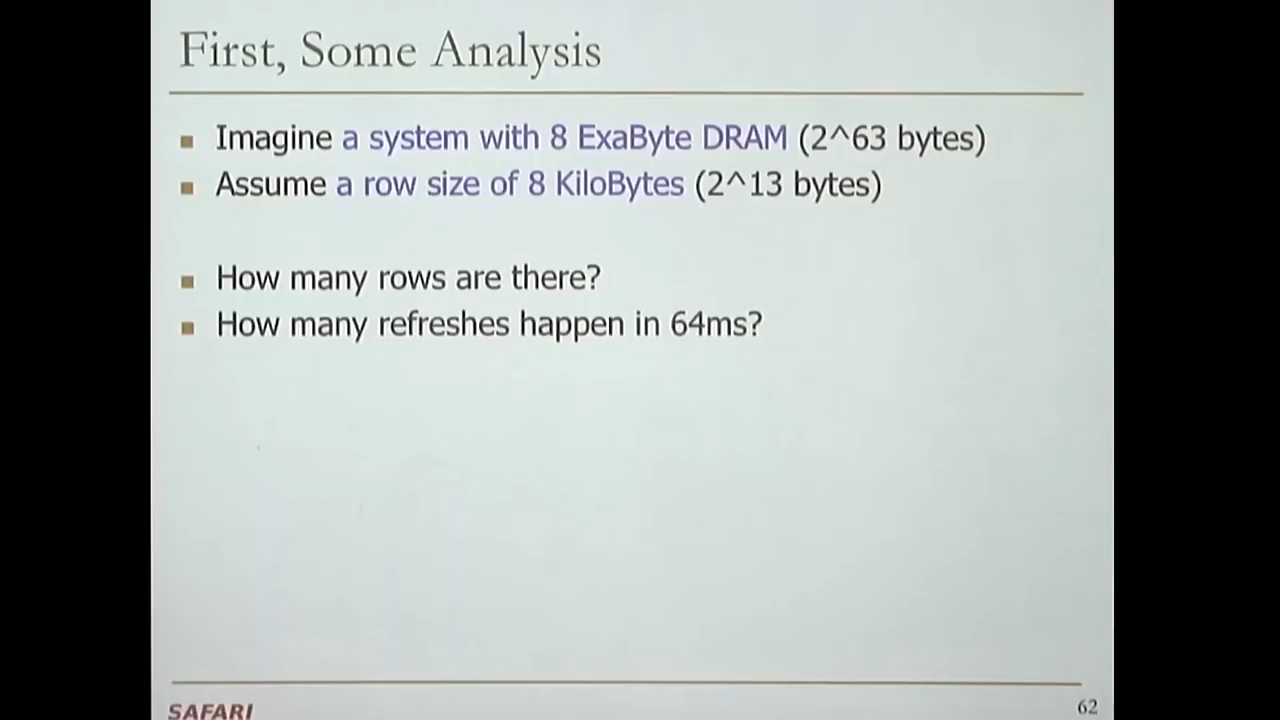 First, Some Analysis
Imagine a system with 8 ExaByte DRAM (2^63 bytes)
Assume a row size of 8 KiloBytes (2^13 bytes)
How many rows are there?
How many refreshes happen in 64ms?
SAFARI
62